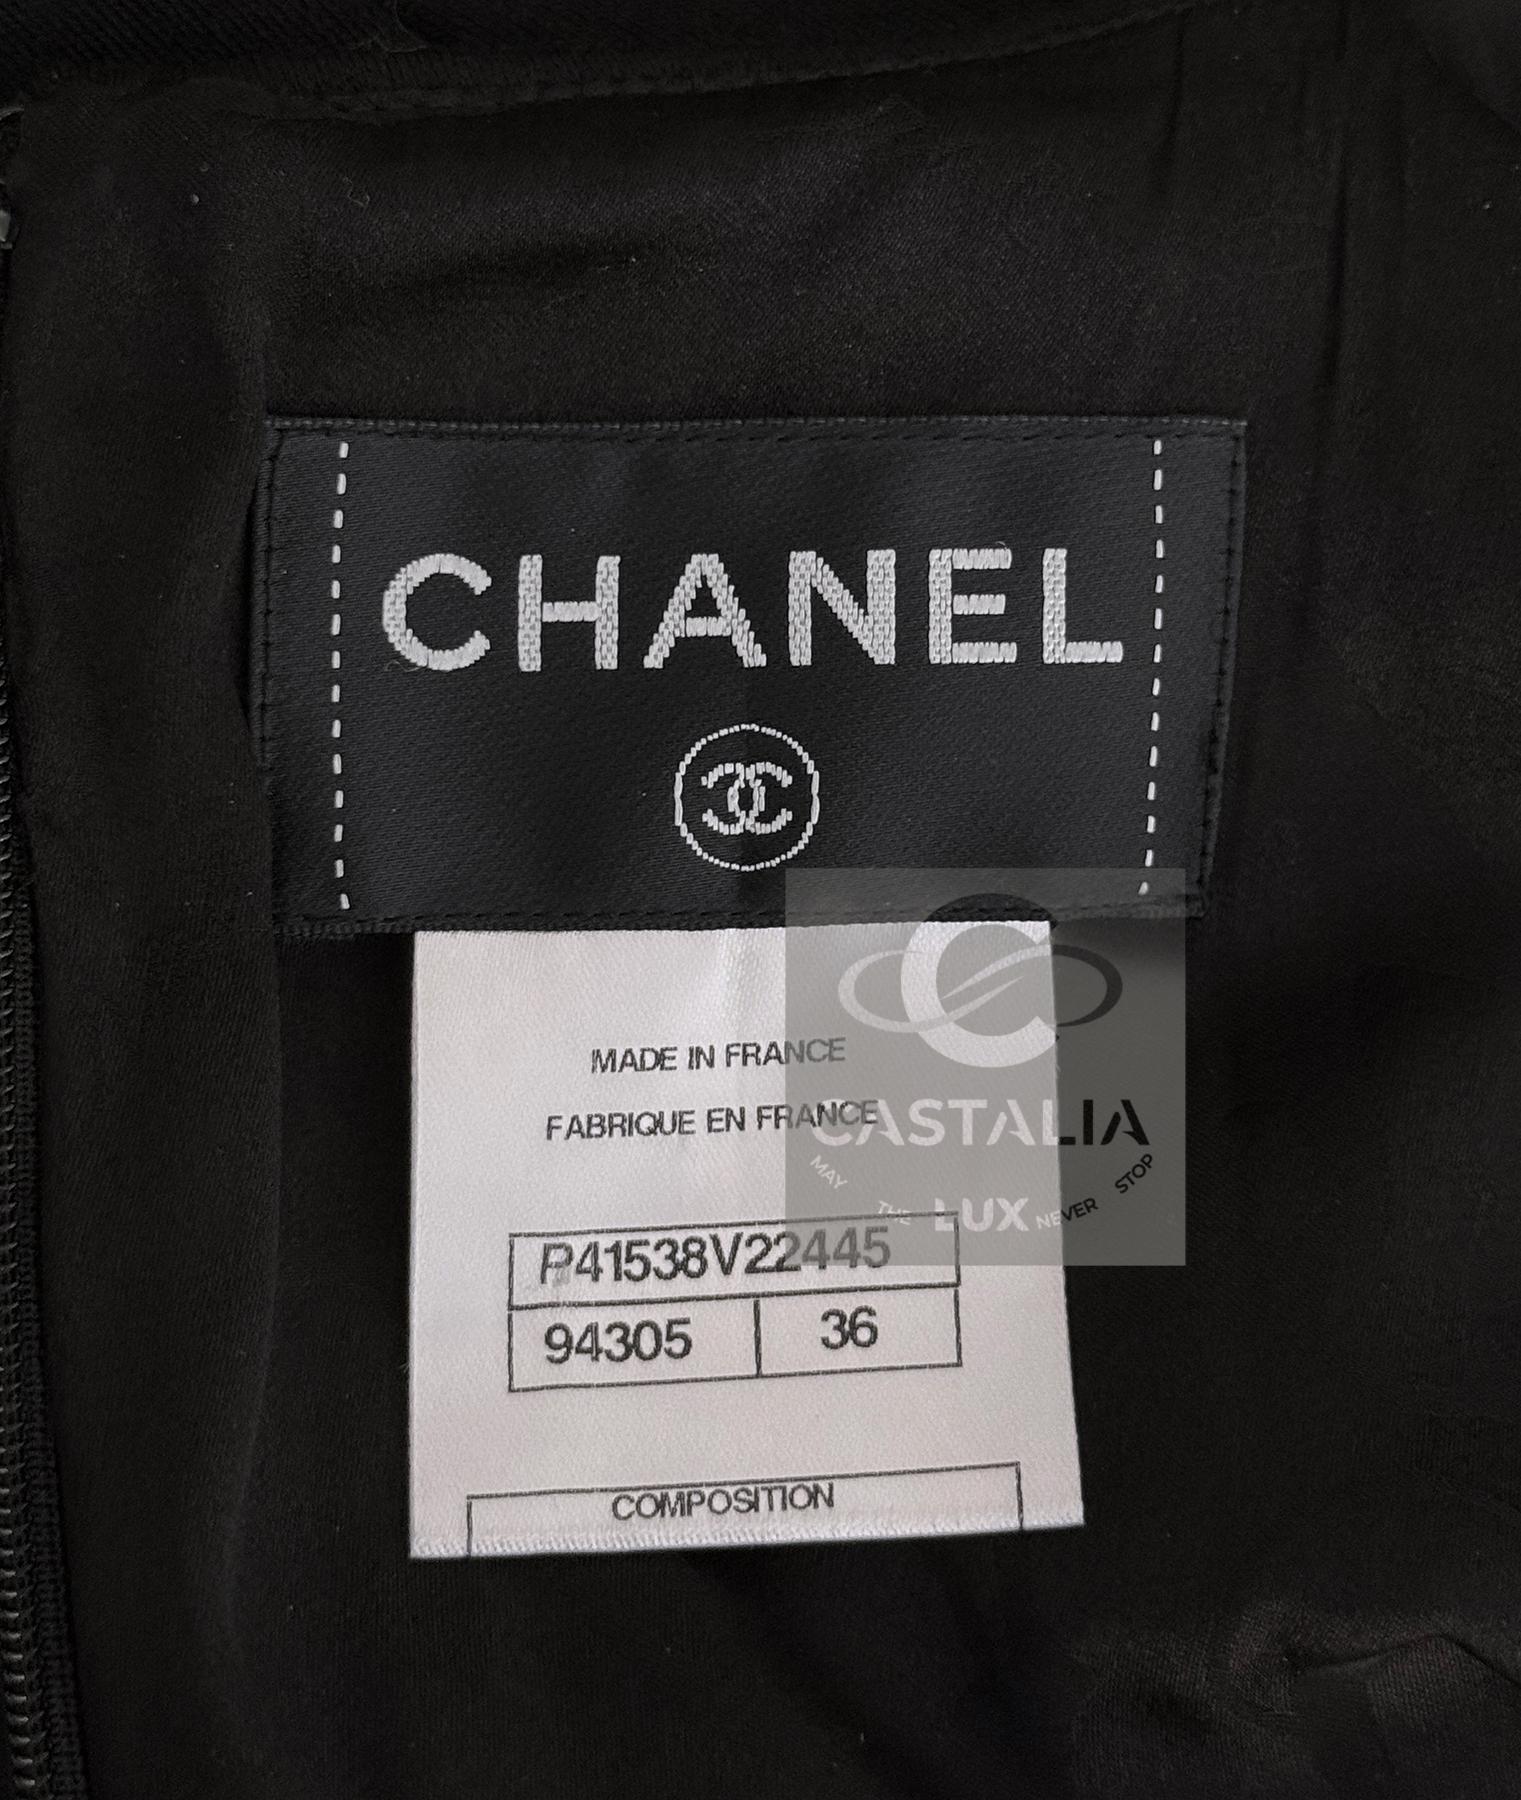 CHANEL
MADE IN FRANCE
FABRIQUE EN FRANCE
CASTALIA
MAY THE LUX NEVER STOP
P41538V22445
94305 36
COMPOSITION